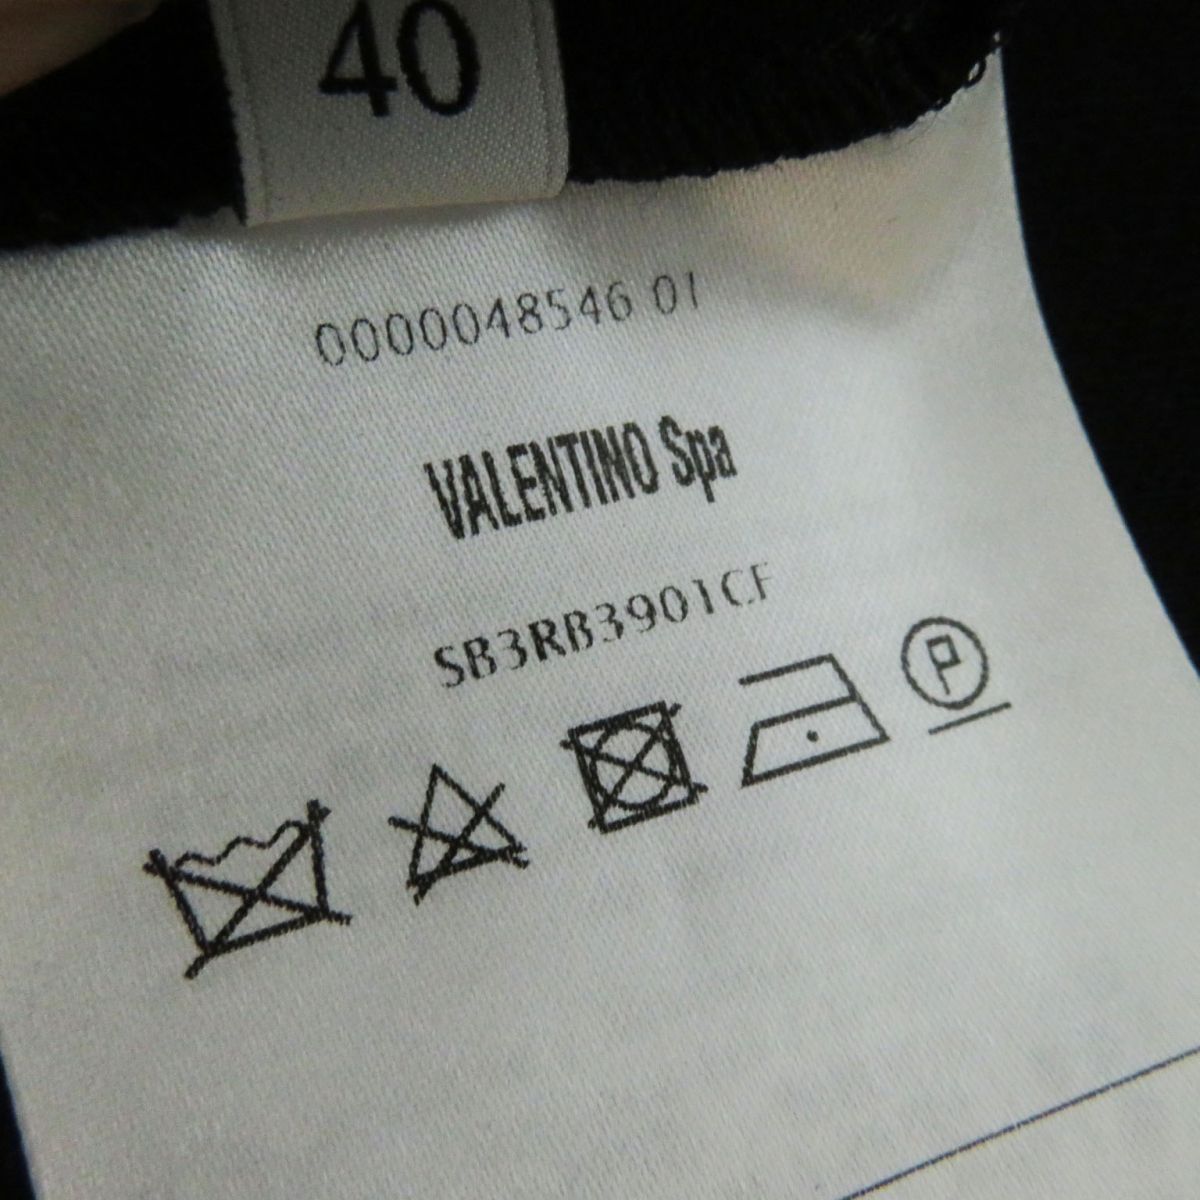 40
0000048546 01
VALENTINO Spa
SB3RB3901CF
P